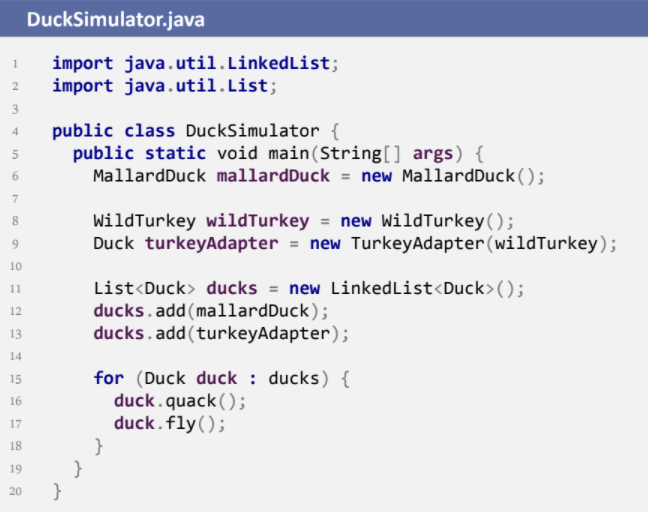 DuckSimulator.java
1 import java.util.LinkedList;
2 import java.util.List;
3
4 public class DuckSimulator {
5   public static void main(String[] args) {
6     MallardDuck mallardDuck = new MallardDuck();
7
8     WildTurkey wildTurkey = new WildTurkey();
9     Duck turkeyAdapter = new TurkeyAdapter(wildTurkey);
10
11     List<Duck> ducks = new LinkedList<Duck>();
12     ducks.add(mallardDuck);
13     ducks.add(turkeyAdapter);
14
15     for (Duck duck : ducks) {
16       duck.quack();
17       duck.fly();
18     }
19   }
20 }